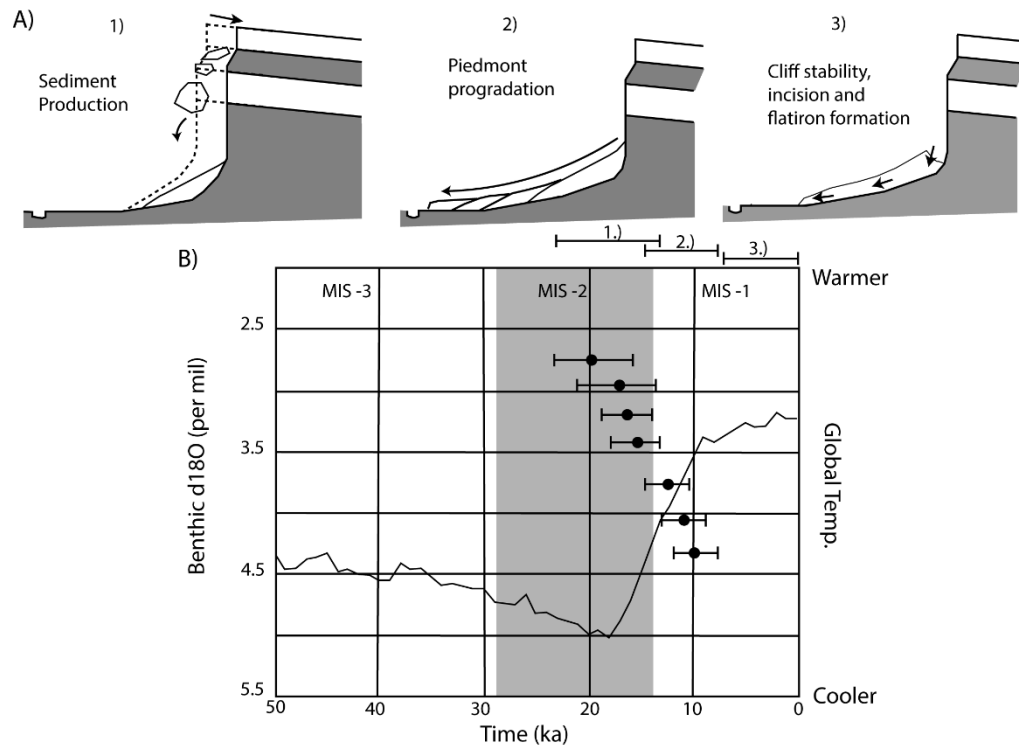 A)
1)
2)
3)
Sediment
Production
Piedmont
progradation
Cliff stability,
incision and
flatiron formation
B)
1.)
2.)
3.)
MIS -3
MIS -2
MIS -1
Warmer
2.5
3.5
4.5
5.5
Benthic d18O (per mil)
Global Temp.
Cooler
50
40
30
20
10
0
Time (ka)